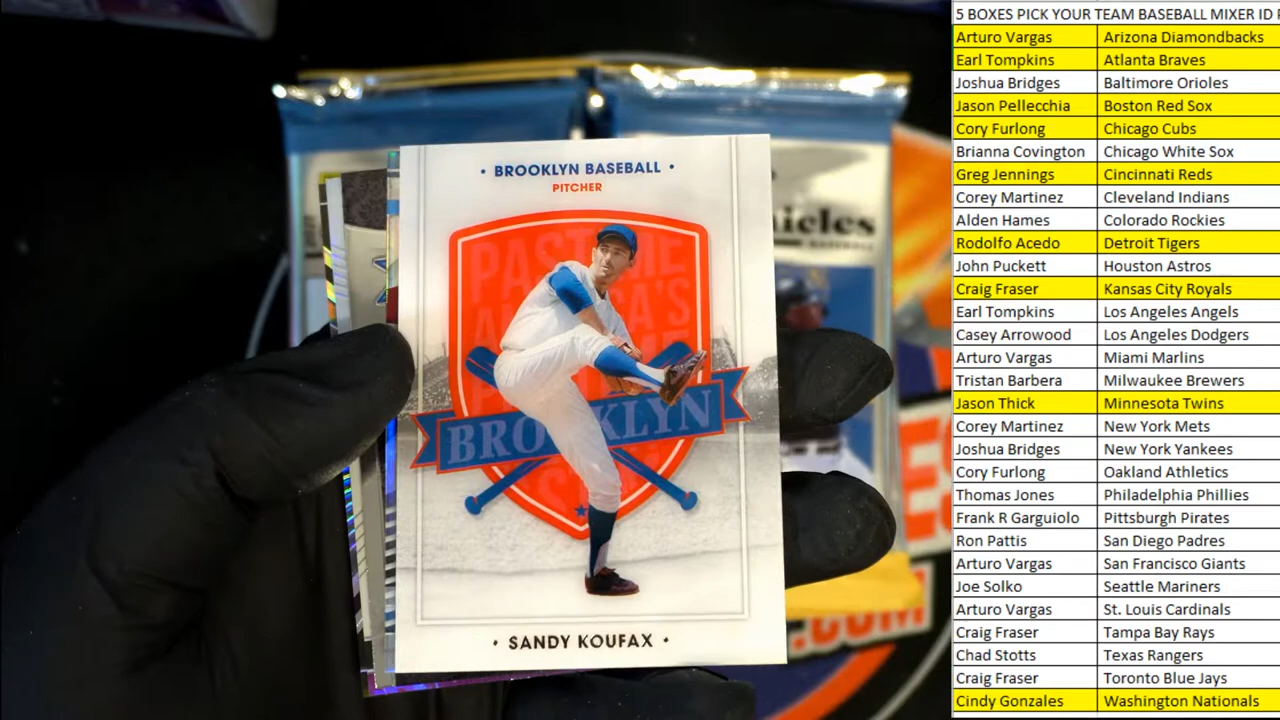 • BROOKLYN BASEBALL •
PITCHER
BROOKLYN
• SANDY KOUFAX •
icles
BASEBALL
.COM
5 BOXES PICK YOUR TEAM BASEBALL MIXER ID
Arturo Vargas Arizona Diamondbacks
Earl Tompkins Atlanta Braves
Joshua Bridges Baltimore Orioles
Jason Pellecchia Boston Red Sox
Cory Furlong Chicago Cubs
Brianna Covington Chicago White Sox
Greg Jennings Cincinnati Reds
Corey Martinez Cleveland Indians
Alden Hames Colorado Rockies
Rodolfo Acedo Detroit Tigers
John Puckett Houston Astros
Craig Fraser Kansas City Royals
Earl Tompkins Los Angeles Angels
Casey Arrowood Los Angeles Dodgers
Arturo Vargas Miami Marlins
Tristan Barbera Milwaukee Brewers
Jason Thick Minnesota Twins
Corey Martinez New York Mets
Joshua Bridges New York Yankees
Cory Furlong Oakland Athletics
Thomas Jones Philadelphia Phillies
Frank R Garguiolo Pittsburgh Pirates
Ron Pattis San Diego Padres
Arturo Vargas San Francisco Giants
Joe Solko Seattle Mariners
Arturo Vargas St. Louis Cardinals
Craig Fraser Tampa Bay Rays
Chad Stotts Texas Rangers
Craig Fraser Toronto Blue Jays
Cindy Gonzales Washington Nationals